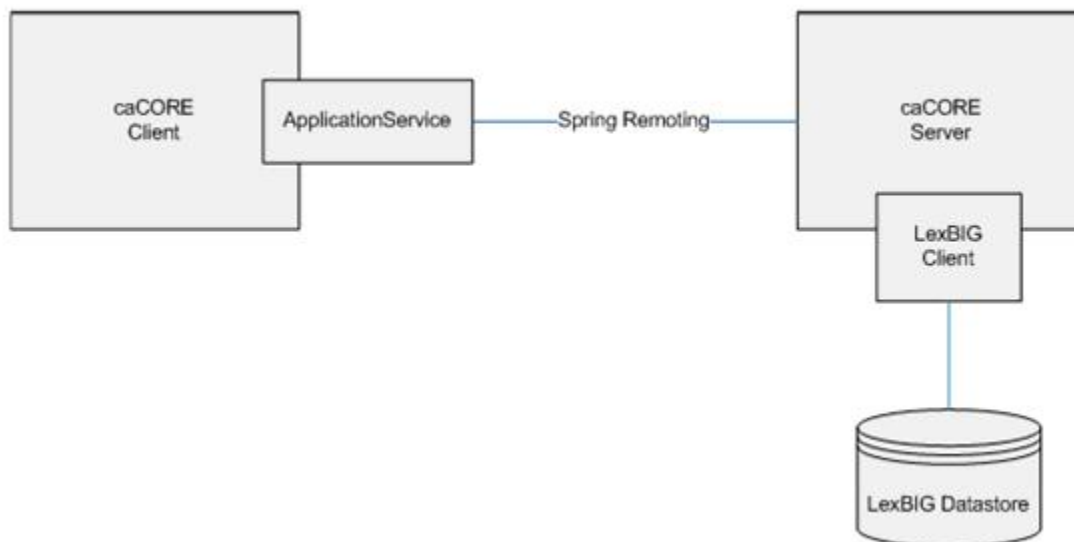 caCORE
Client
ApplicationService
Spring Remoting
caCORE
Server
LexBIG
Client
LexBIG Datastore